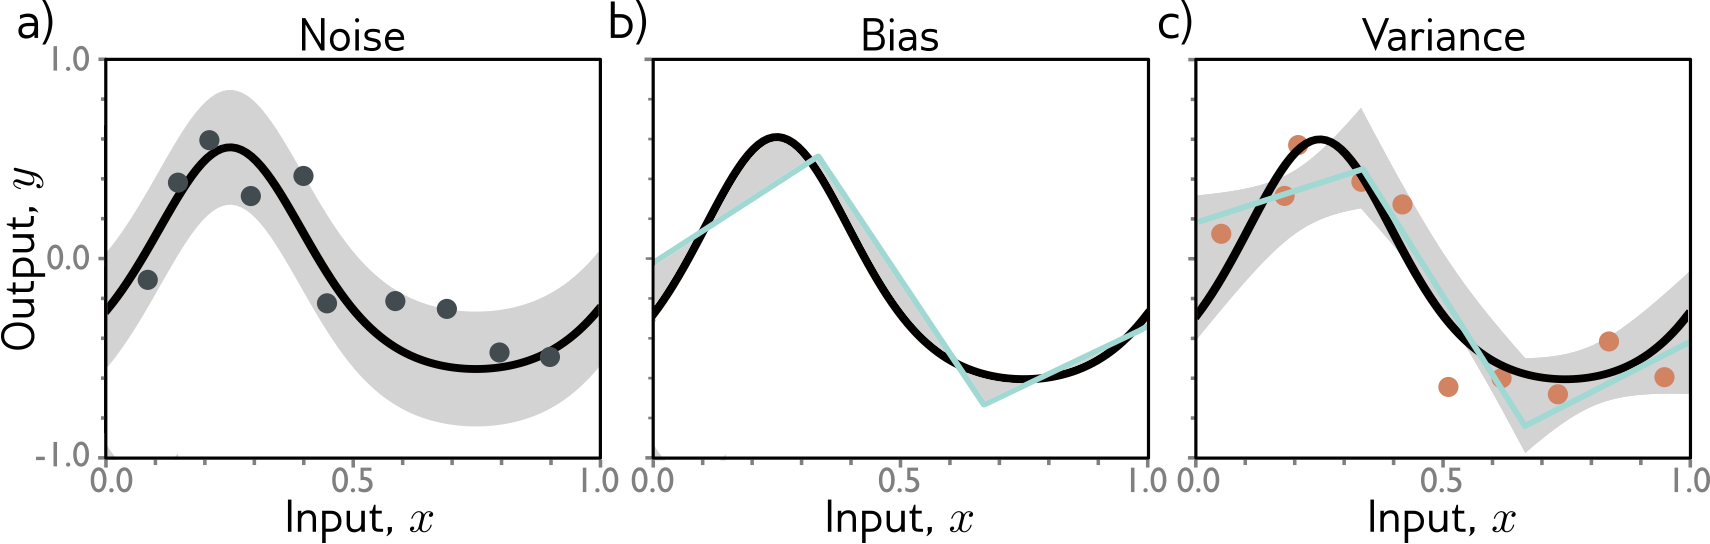 a) Noise
b) Bias
c) Variance
Output, y
1.0
0.0
-1.0
0.0 0.5 1.0
0.0 0.5 1.0
0.0 0.5 1.0
Input, x
Input, x
Input, x